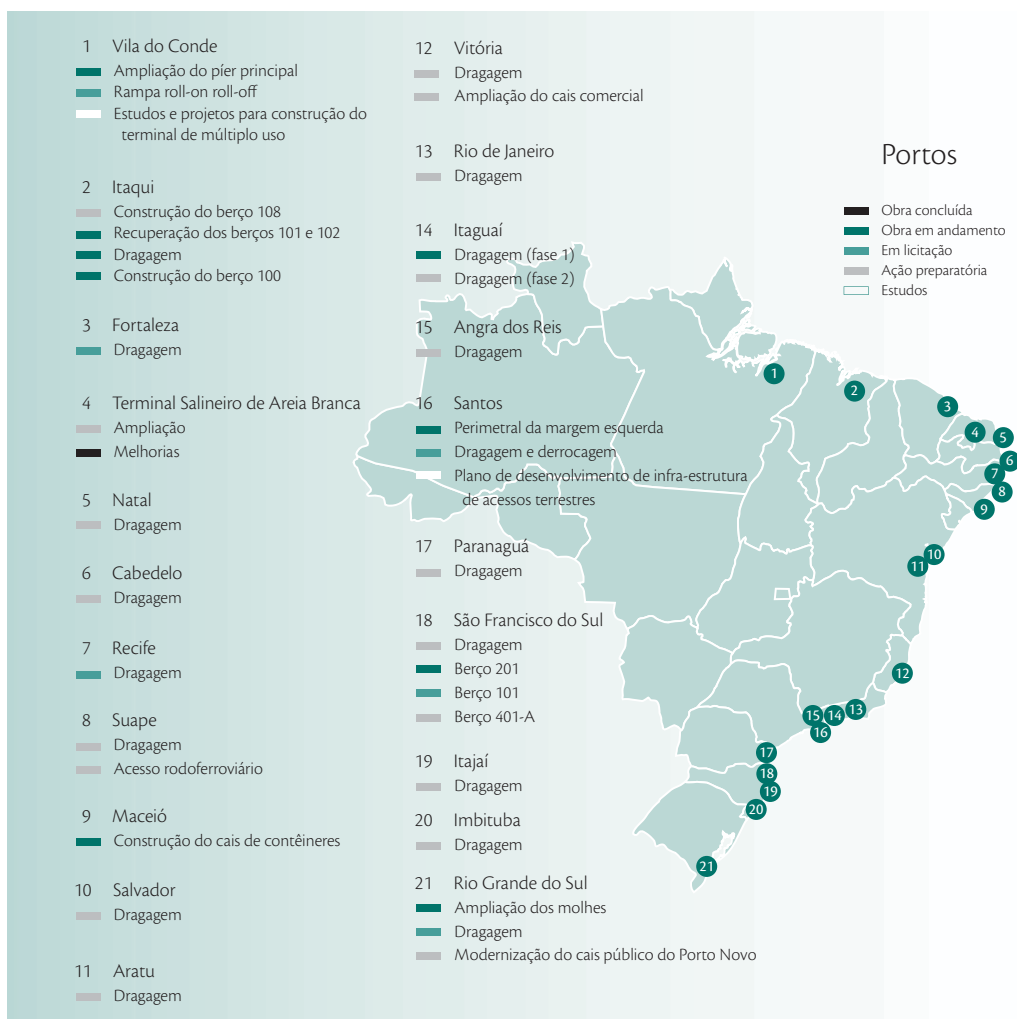 1 Vila do Conde
Ampliação do píer principal
Rampa roll-on roll-off
Estudos e projetos para construção do
terminal de múltiplo uso
2 Itaqui
Construção do berço 108
Recuperação dos berços 101 e 102
Dragagem
Construção do berço 100
3 Fortaleza
Dragagem
4 Terminal Salineiro de Areia Branca
Ampliação
Melhorias
5 Natal
Dragagem
6 Cabedelo
Dragagem
7 Recife
Dragagem
8 Suape
Dragagem
Acesso rodoferroviário
9 Maceió
Construção do cais de contêineres
10 Salvador
Dragagem
11 Aratu
Dragagem
12 Vitória
Dragagem
Ampliação do cais comercial
13 Rio de Janeiro
Dragagem
14 Itaguaí
Dragagem (fase 1)
Dragagem (fase 2)
15 Angra dos Reis
Dragagem
16 Santos
Perimetral da margem esquerda
Dragagem e derrocagem
Plano de desenvolvimento de infra-estrutura
de acessos terrestres
17 Paranaguá
Dragagem
18 São Francisco do Sul
Dragagem
Berço 201
Berço 101
Berço 401-A
19 Itajaí
Dragagem
20 Imbituba
Dragagem
21 Rio Grande do Sul
Ampliação dos molhes
Dragagem
Modernização do cais público do Porto Novo
Portos
Obra concluída
Obra em andamento
Em licitação
Ação preparatória
Estudos
1
2
3
4
5
6
7
8
9
10
11
12
13
14
15
16
17
18
19
20
21